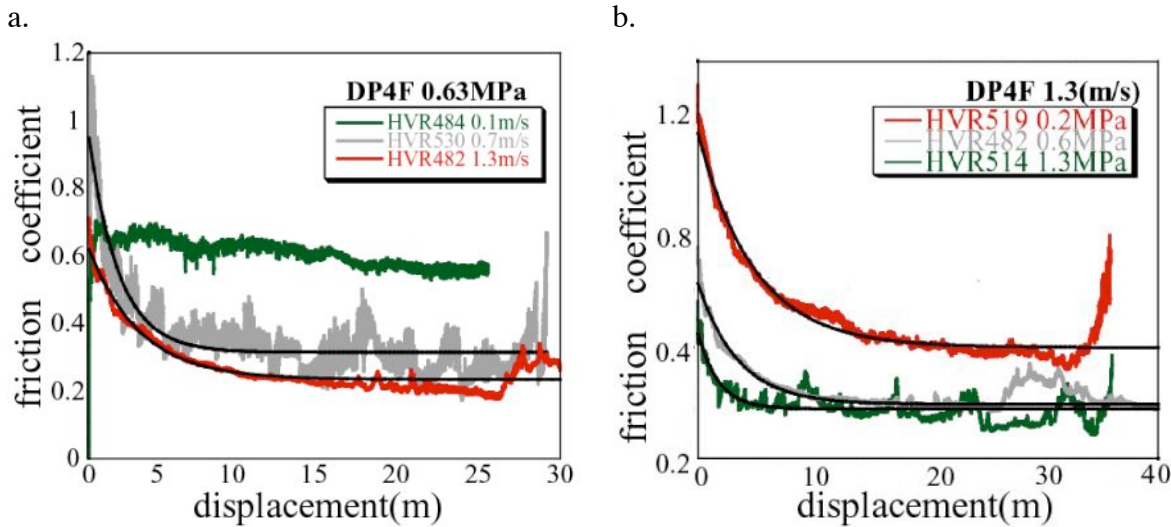 a.
DP4F 0.63MPa
HVR484 0.1m/s
HVR530 0.7m/s
HVR482 1.3m/s
friction coefficient
1.2
1
0.8
0.6
0.4
0.2
0
0 5 10 15 20 25 30
displacement(m)
b.
DP4F 1.3(m/s)
HVR519 0.2MPa
HVR482 0.6MPa
HVR514 1.3MPa
friction coefficient
1.2
0.8
0.4
0.2
0 10 20 30 40
displacement(m)